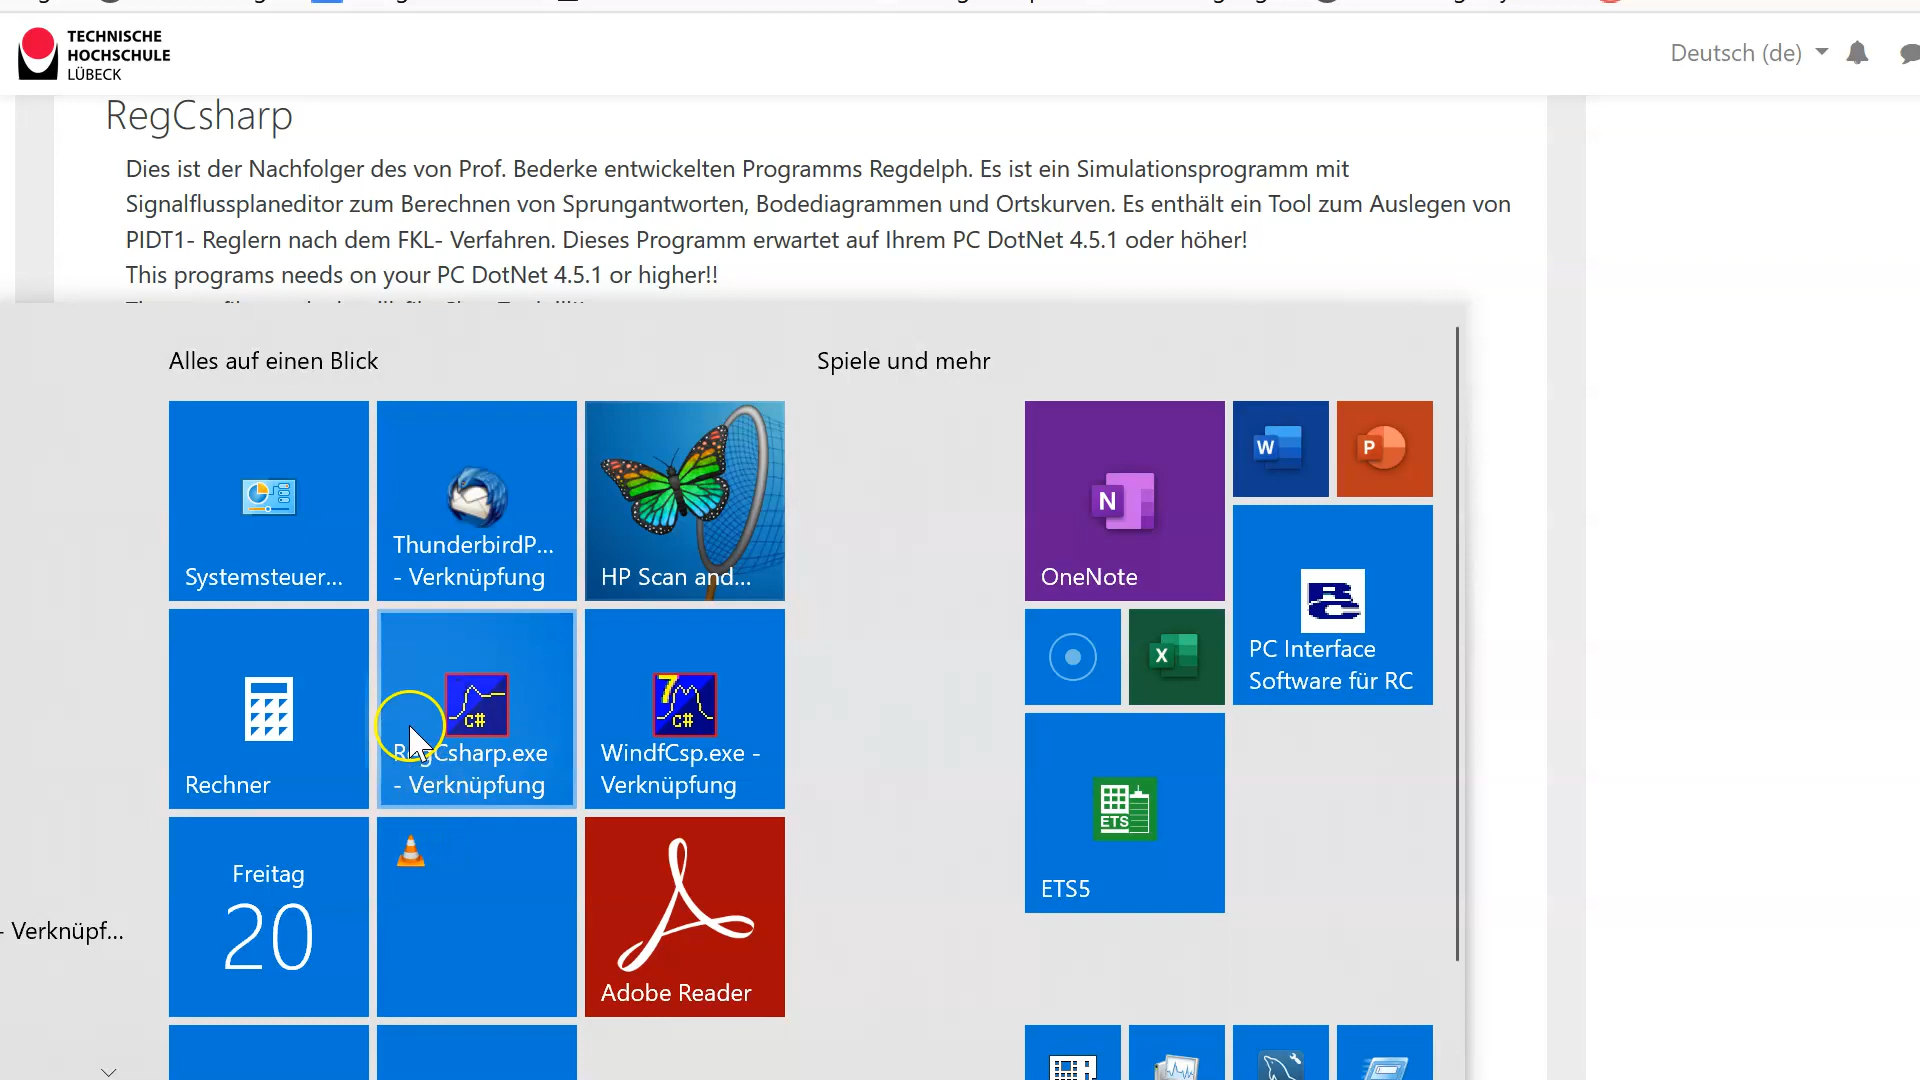 TECHNISCHE
HOCHSCHULE
LÜBECK
Deutsch (de)
RegCsharp
Dies ist der Nachfolger des von Prof. Bederke entwickelten Programms Regdelph. Es ist ein Simulationsprogramm mit
Signalflussplaneditor zum Berechnen von Sprungantworten, Bodediagrammen und Ortskurven. Es enthält ein Tool zum Auslegen von
PIDT1- Reglern nach dem FKL- Verfahren. Dieses Programm erwartet auf Ihrem PC DotNet 4.5.1 oder höher!
This programs needs on your PC DotNet 4.5.1 or higher!!
Alles auf einen Blick
Spiele und mehr
Systemsteuer...
ThunderbirdP...
- Verknüpfung
HP Scan and...
N
OneNote
W
P
X
PC Interface
Software für RC
Rechner
C#
RegCsharp.exe
- Verknüpfung
7
C#
WindfCsp.exe -
Verknüpfung
ETS
ETS5
Freitag
20
Adobe Reader
- Verknüpf...